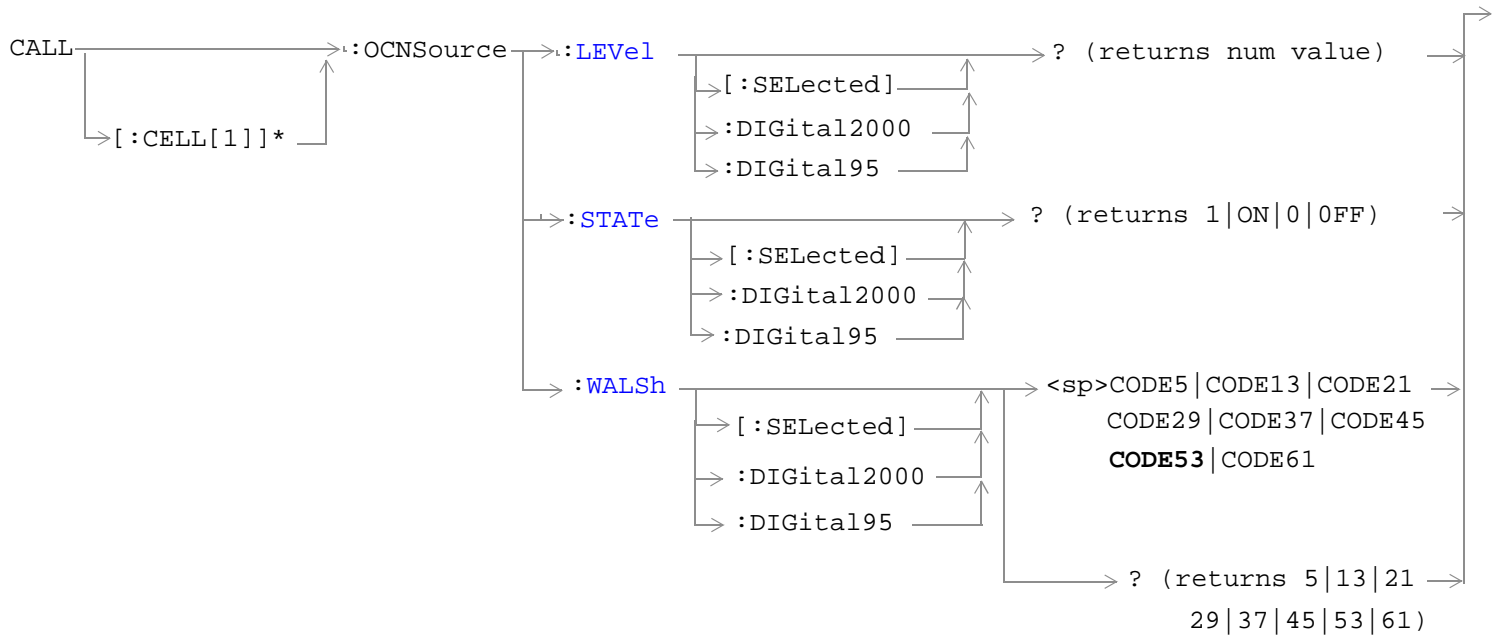 CALL :OCNSource :LEVel ? (returns num value)
[:SELected]
[:CELL[1]]*
:DIGital2000
:DIGital95
:STATe ? (returns 1|ON|0|0FF)
[:SELected]
:DIGital2000
:DIGital95
:WALSh <sp>CODE5|CODE13|CODE21
[:SELected]
CODE29|CODE37|CODE45
CODE53|CODE61
:DIGital2000
:DIGital95
? (returns 5|13|21
29|37|45|53|61)